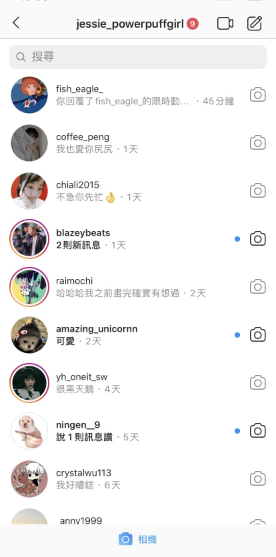 jessie_powerpuffgirl 9
搜尋
fish_eagle_
你回覆了fish_eagle_的限時動... · 45分鐘
coffee_peng
我也愛你尻尻 · 1天
chiali2015
不急你先忙👌 · 1天
blazeybeats
2則新訊息 · 1天
raimochi
哈哈哈我之前畫完確實有想過 · 2天
amazing_unicornn
可愛 · 2天
yh_oneit_sw
很黑天鵝 · 4天
ningen__9
說 1 則訊息讚 · 5天
crystalwu113
我好糟糕 · 6天
_anny1999
相機